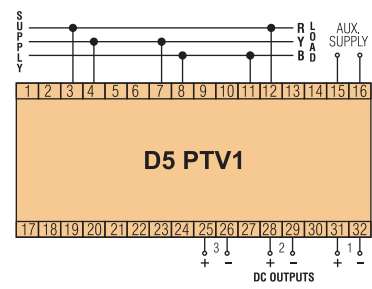 SUPPLY
R
Y
B
LOAD
AUX.
SUPPLY
1 2 3 4 5 6 7 8 9 10 11 12 13 14 15 16
D5 PTV1
17 18 19 20 21 22 23 24 25 26 27 28 29 30 31 32
3 2 1
+ - + - + -
DC OUTPUTS